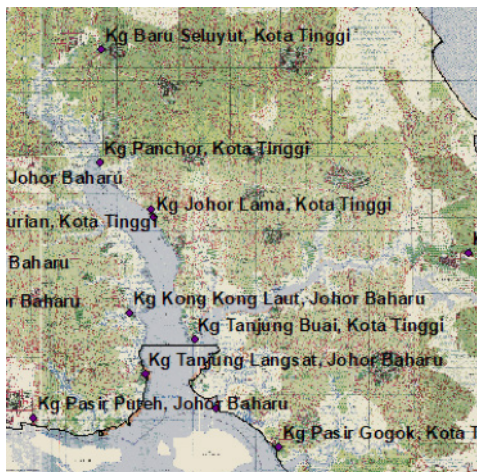 Kg Baru Seluyut, Kota Tinggi
Kg Panchor, Kota Tinggi
Johor Baharu
Kg Johor Lama, Kota Tinggi
urian, Kota Tinggi
Baharu
Kg Kong Kong Laut, Johor Baharu
Baharu
Kg Tanjung Buai, Kota Tinggi
Kg Tanjung Langsat, Johor Baharu
Kg Pasir Puteh, Johor Baharu
Kg Pasir Gogok, Kota T